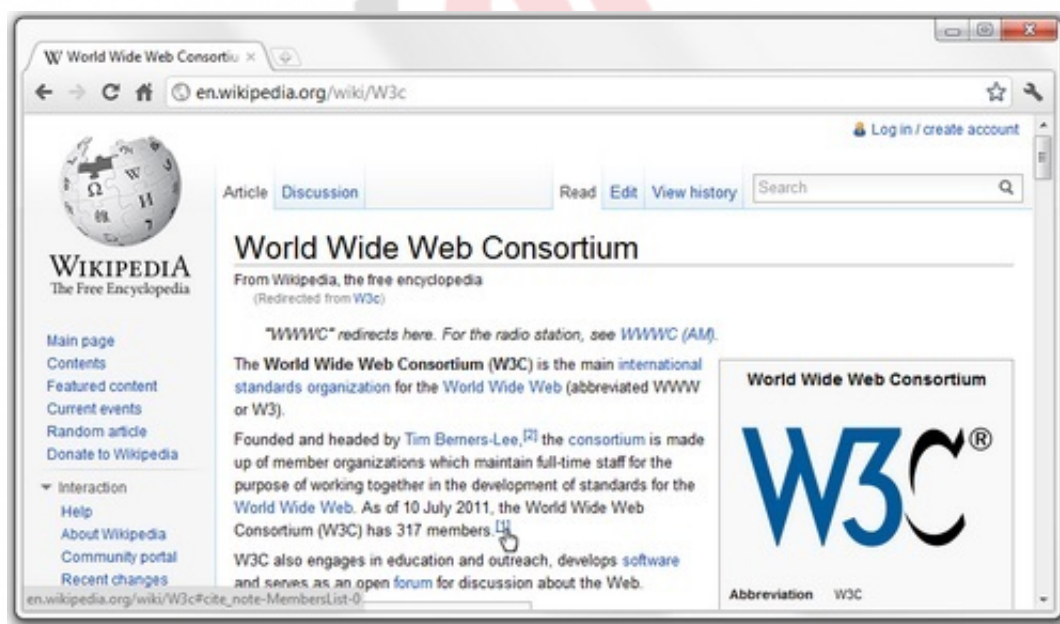 World Wide Web Consortiu
en.wikipedia.org/wiki/W3c
Log in / create account
Article Discussion Read Edit View history Search
WIKIPEDIA
The Free Encyclopedia
Main page
Contents
Featured content
Current events
Random article
Donate to Wikipedia
Interaction
Help
About Wikipedia
Community portal
Recent changes
World Wide Web Consortium
From Wikipedia, the free encyclopedia
(Redirected from W3c)
"WWWC" redirects here. For the radio station, see WWWC (AM).
The World Wide Web Consortium (W3C) is the main international
standards organization for the World Wide Web (abbreviated WWW
or W3).
Founded and headed by Tim Berners-Lee,[2] the consortium is made
up of member organizations which maintain full-time staff for the
purpose of working together in the development of standards for the
World Wide Web. As of 10 July 2011, the World Wide Web
Consortium (W3C) has 317 members.[1]
W3C also engages in education and outreach, develops software
and serves as an open forum for discussion about the Web.
World Wide Web Consortium
W3C®
Abbreviation W3C
en.wikipedia.org/wiki/W3c#cite_note-MembersList-0